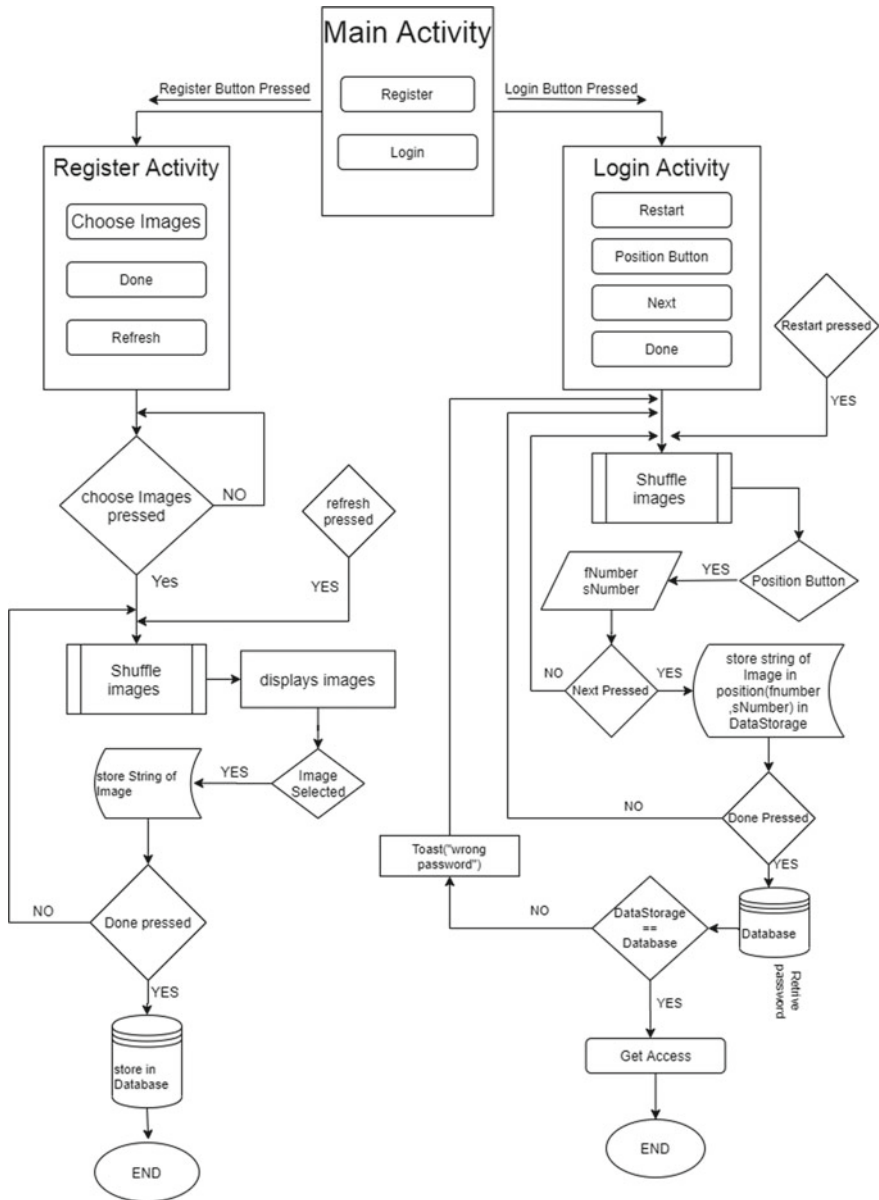 Main Activity
Register
Login
Register Button Pressed
Login Button Pressed
Register Activity
Choose Images
Done
Refresh
choose Images
pressed
NO
Yes
refresh
pressed
YES
Shuffle
images
displays images
Image
Selected
YES
store String of
Image
Done pressed
NO
YES
store in
Database
END
Login Activity
Restart
Position Button
Next
Done
Restart pressed
YES
Shuffle
images
Position Button
YES
fNumber
sNumber
Next Pressed
NO
YES
store string of
Image in
position(fnumber
,sNumber) in
DataStorage
Done Pressed
NO
YES
Database
Retrive
password
DataStorage
==
Database
NO
Toast("wrong
password")
YES
Get Access
END